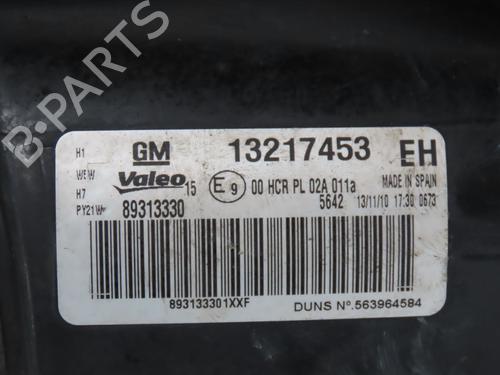 B-PARTS
H1 GM 13217453 EH
W5W Valeo 15 E9 00 HCR PL 02A 011a MADE IN SPAIN
H7 5642 13/11/10 17:30 0673
PY21W 89313330
893133301XXF DUNS Nº.563964584